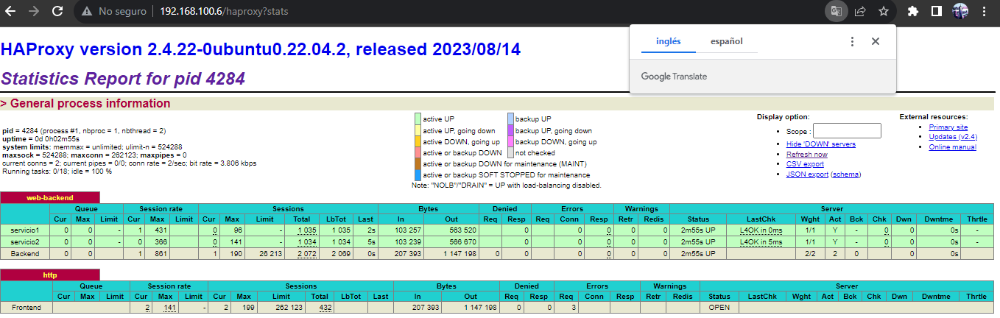 No seguro 192.168.100.6/haproxy?stats
inglés español
Google Translate
HAProxy version 2.4.22-0ubuntu0.22.04.2, released 2023/08/14
Statistics Report for pid 4284
> General process information
pid = 4284 (process #1, nbproc = 1, nbthread = 2)
uptime = 0d 0h02m55s
system limits: memmax = unlimited; ulimit-n = 524288
maxsock = 524288; maxconn = 262123; maxpipes = 0
current conns = 2; current pipes = 0/0; conn rate = 2/sec; bit rate = 3.806 kbps
Running tasks: 0/18; idle = 100 %
active UP backup UP
active UP, going down backup UP, going down
active DOWN, going up backup DOWN, going up
active or backup DOWN not checked
active or backup DOWN for maintenance (MAINT)
active or backup SOFT STOPPED for maintenance
Note: "NOLB"/"DRAIN" = UP with load-balancing disabled.
Display option:
• Scope :
• Hide 'DOWN' servers
• Refresh now
• CSV export
• JSON export (schema)
External resources:
• Primary site
• Updates (v2.4)
• Online manual
web-backend
Queue Session rate Sessions Bytes Denied Errors Warnings Server
Cur Max Limit Cur Max Limit Cur Max Limit Total LbTot Last In Out Req Resp Req Conn Resp Retr Redis Status LastChk Wght Act Bck Chk Dwn Dwntme Thrtle
servicio1 0 0 - 1 431 0 96 - 1 035 1 035 2s 103 257 563 520 0 0 0 0 0 2m55s UP L4OK in 0ms 1/1 Y - 0 0 0s -
servicio2 0 0 - 0 366 0 141 - 1 034 1 034 5s 103 239 566 670 0 0 0 0 0 2m55s UP L4OK in 5ms 1/1 Y - 0 0 0s -
Backend 0 0 1 861 1 190 26 213 2 072 2 069 0s 207 393 1 147 198 0 0 0 0 0 0 2m55s UP 2/2 2 0 0 0s
http
Queue Session rate Sessions Bytes Denied Errors Warnings Server
Cur Max Limit Cur Max Limit Cur Max Limit Total LbTot Last In Out Req Resp Req Conn Resp Retr Redis Status LastChk Wght Act Bck Chk Dwn Dwntme Thrtle
Frontend 2 141 - 2 199 262 123 432 207 393 1 147 198 0 0 3 OPEN